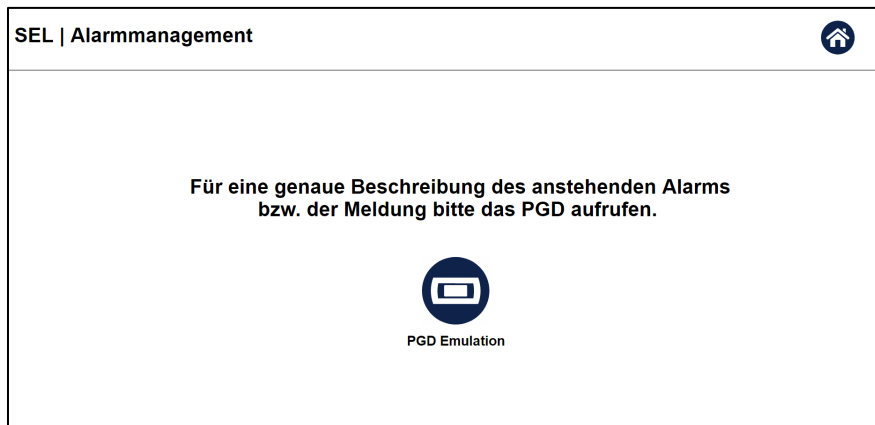 SEL | Alarmmanagement
Für eine genaue Beschreibung des anstehenden Alarms
bzw. der Meldung bitte das PGD aufrufen.
PGD Emulation